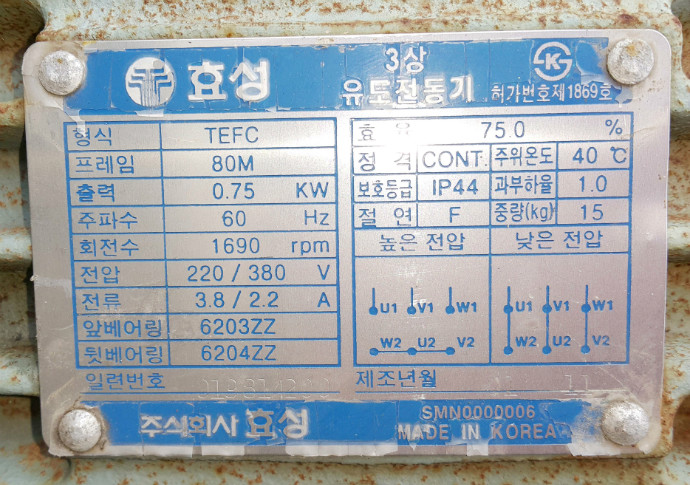 효성
3상
유도전동기
K
허가번호제1869호
형식 TEFC
프레임 80M
출력 0.75 KW
주파수 60 Hz
회전수 1690 rpm
전압 220 / 380 V
전류 3.8 / 2.2 A
앞베어링 6203ZZ
뒷베어링 6204ZZ
일련번호
효율 75.0 %
정격 CONT. 주위온도 40 ℃
보호등급 IP44 과부하율 1.0
절연 F 중량(kg) 15
높은 전압 낮은 전압
U1 V1 W1 U1 V1 W1
W2 U2 V2 W2 U2 V2
제조년월
주식회사 효성
SMN0000006
MADE IN KOREA